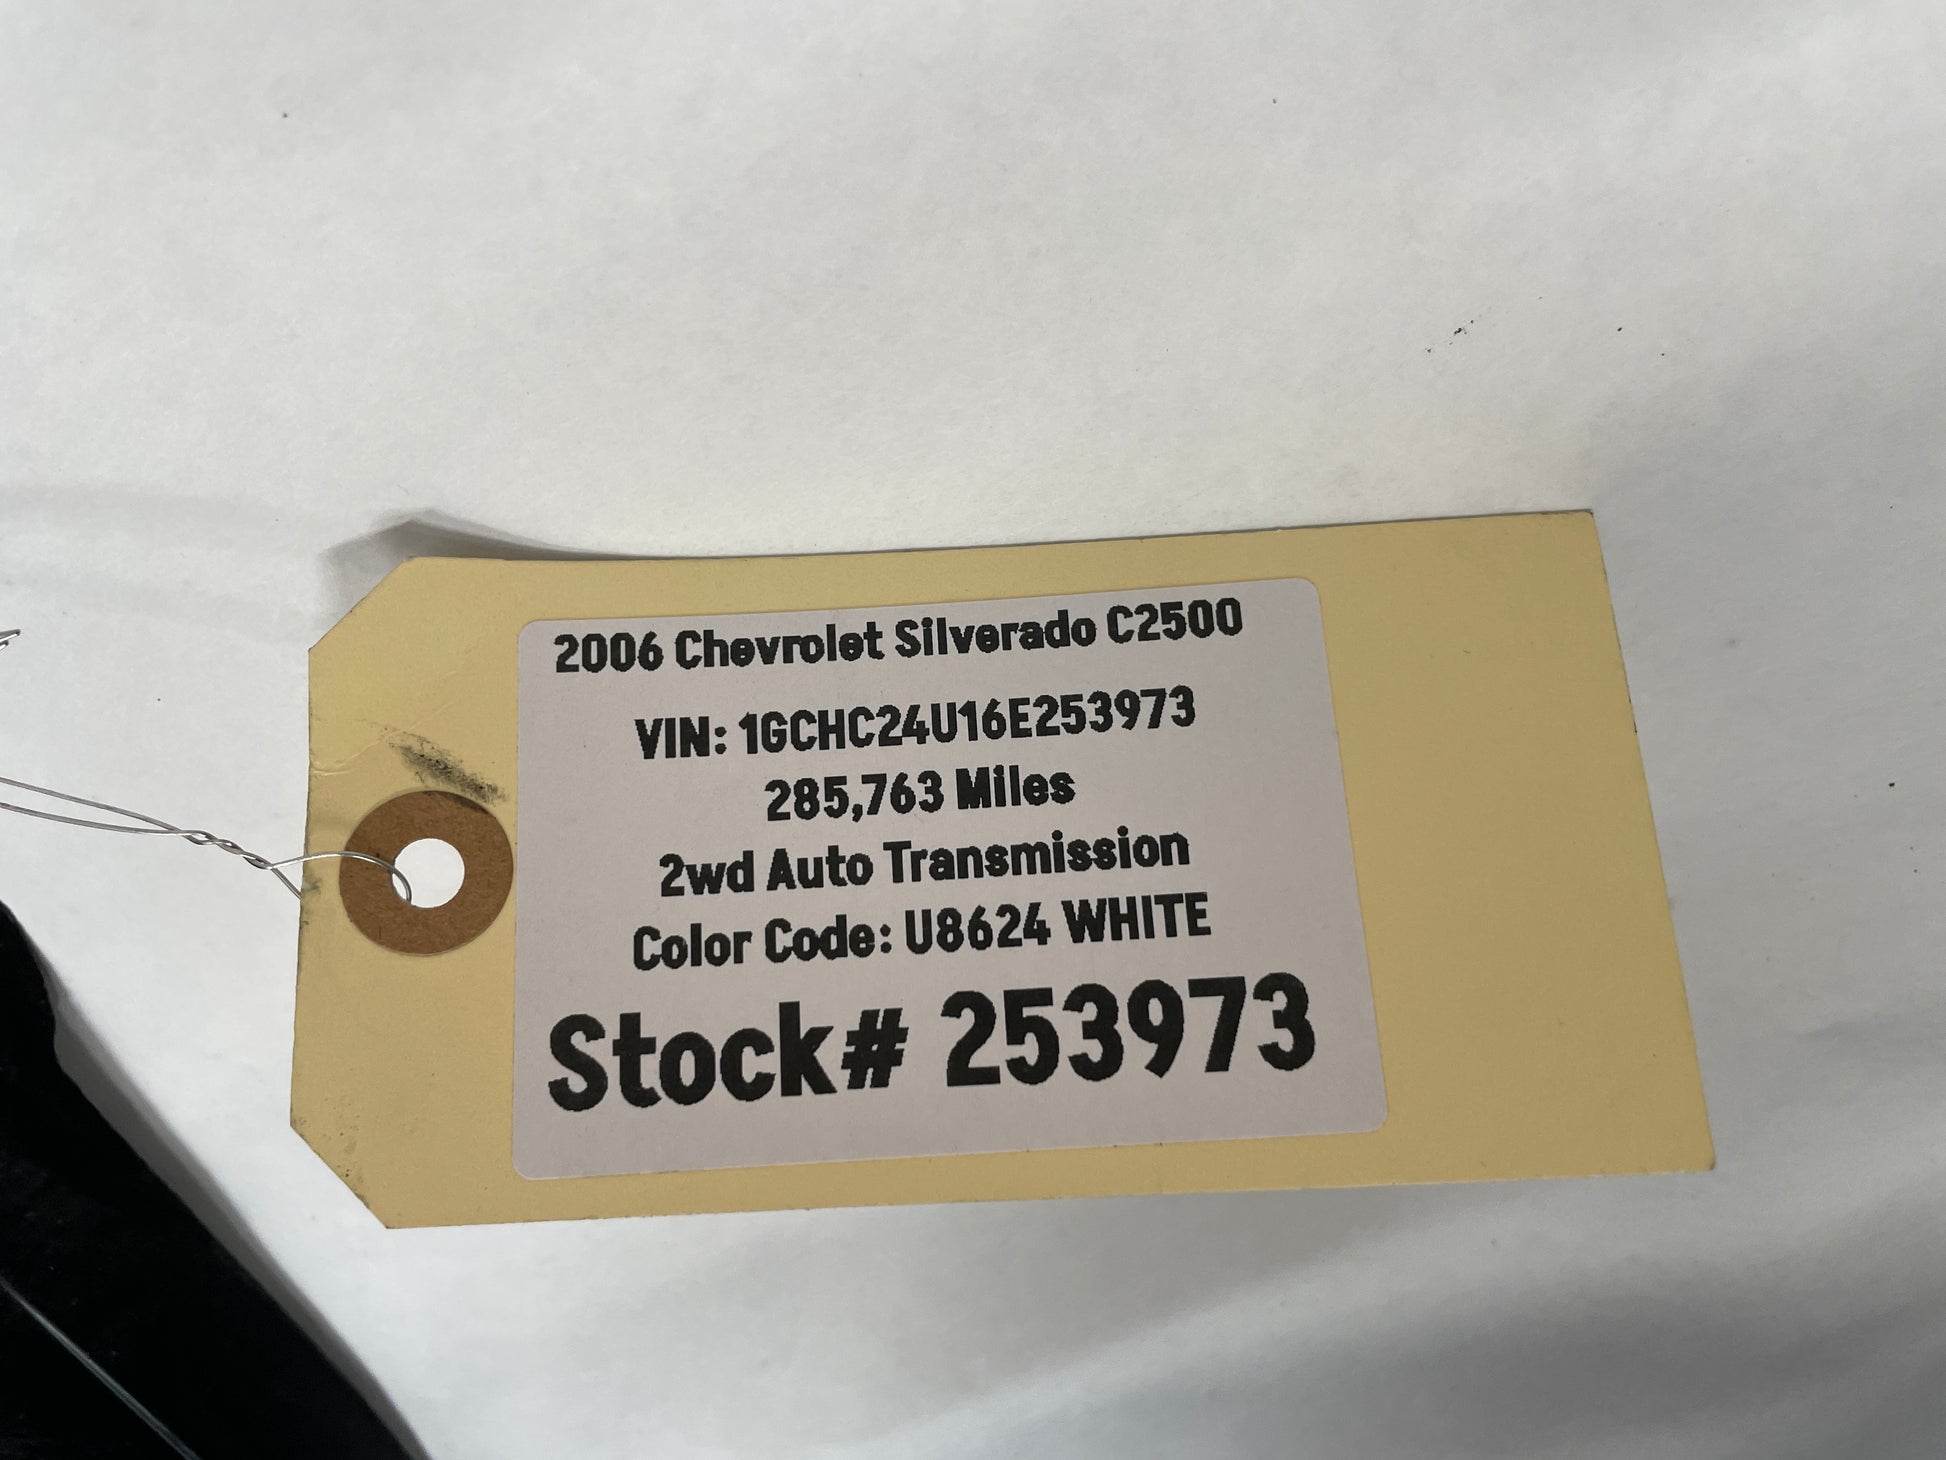 2006 Chevrolet Silverado C2500
VIN: 1GCHC24U16E253973
285,763 Miles
2wd Auto Transmission
Color Code: U8624 WHITE
Stock# 253973